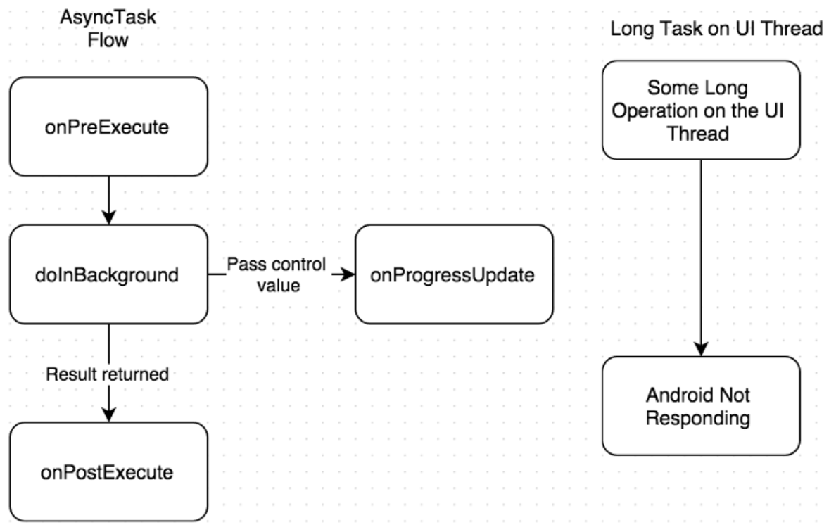 AsyncTask
Flow
onPreExecute
doInBackground
Pass control
value
onProgressUpdate
Result returned
onPostExecute
Long Task on UI Thread
Some Long
Operation on the UI
Thread
Android Not
Responding